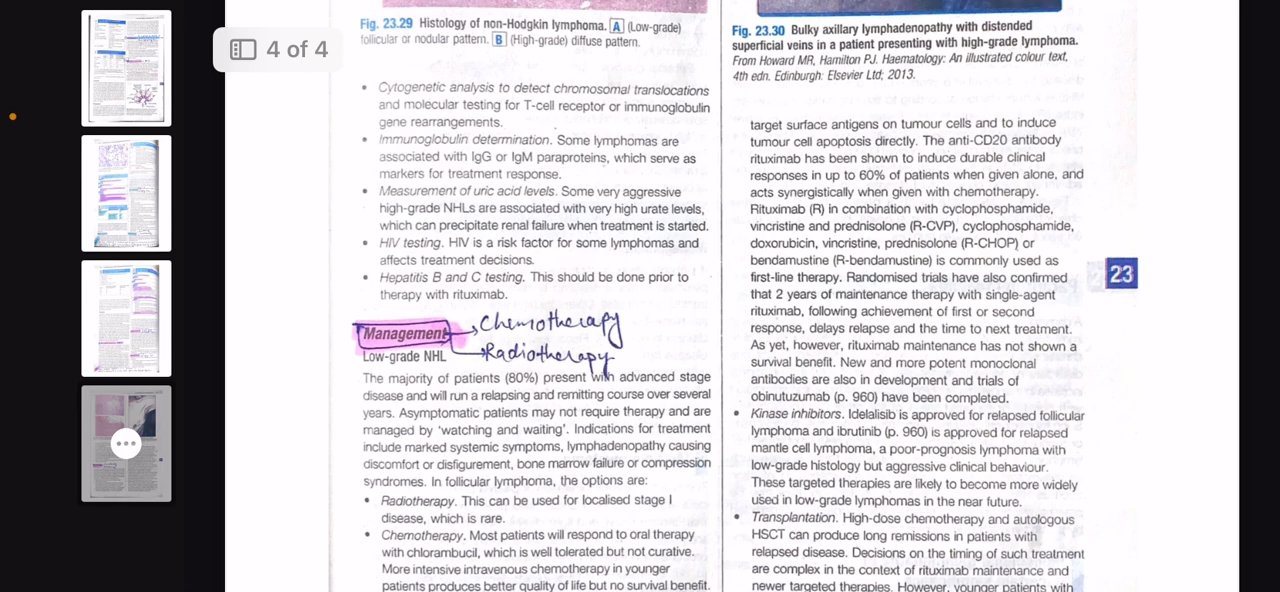 4 of 4
Fig. 23.29 Histology of non-Hodgkin lymphoma. A (Low-grade)
follicular or nodular pattern. B (High-grade) diffuse pattern.
• Cytogenetic analysis to detect chromosomal translocations
and molecular testing for T-cell receptor or immunoglobulin
gene rearrangements.
• Immunoglobulin determination. Some lymphomas are
associated with IgG or IgM paraproteins, which serve as
markers for treatment response.
• Measurement of uric acid levels. Some very aggressive
high-grade NHLs are associated with very high urate levels,
which can precipitate renal failure when treatment is started.
• HIV testing. HIV is a risk factor for some lymphomas and
affects treatment decisions.
• Hepatitis B and C testing. This should be done prior to
therapy with rituximab.
Management → Chemotherapy
→ Radiotherapy
Low-grade NHL
The majority of patients (80%) present with advanced stage
disease and will run a relapsing and remitting course over several
years. Asymptomatic patients may not require therapy and are
managed by 'watching and waiting'. Indications for treatment
include marked systemic symptoms, lymphadenopathy causing
discomfort or disfigurement, bone marrow failure or compression
syndromes. In follicular lymphoma, the options are:
• Radiotherapy. This can be used for localised stage I
disease, which is rare.
• Chemotherapy. Most patients will respond to oral therapy
with chlorambucil, which is well tolerated but not curative.
More intensive intravenous chemotherapy in younger
patients produces better quality of life but no survival benefit.
Fig. 23.30 Bulky axillary lymphadenopathy with distended
superficial veins in a patient presenting with high-grade lymphoma.
From Howard MR, Hamilton PJ. Haematology: An illustrated colour text,
4th edn. Edinburgh: Elsevier Ltd; 2013.
target surface antigens on tumour cells and to induce
tumour cell apoptosis directly. The anti-CD20 antibody
rituximab has been shown to induce durable clinical
responses in up to 60% of patients when given alone, and
acts synergistically when given with chemotherapy.
Rituximab (R) in combination with cyclophosphamide,
vincristine and prednisolone (R-CVP), cyclophosphamide,
doxorubicin, vincristine, prednisolone (R-CHOP) or
bendamustine (R-bendamustine) is commonly used as
first-line therapy. Randomised trials have also confirmed
that 2 years of maintenance therapy with single-agent
rituximab, following achievement of first or second
response, delays relapse and the time to next treatment.
As yet, however, rituximab maintenance has not shown a
survival benefit. New and more potent monoclonal
antibodies are also in development and trials of
obinutuzumab (p. 960) have been completed.
• Kinase inhibitors. Idelalisib is approved for relapsed follicular
lymphoma and ibrutinib (p. 960) is approved for relapsed
mantle cell lymphoma, a poor-prognosis lymphoma with
low-grade histology but aggressive clinical behaviour.
These targeted therapies are likely to become more widely
used in low-grade lymphomas in the near future.
• Transplantation. High-dose chemotherapy and autologous
HSCT can produce long remissions in patients with
relapsed disease. Decisions on the timing of such treatment
are complex in the context of rituximab maintenance and
newer targeted therapies. However, younger patients with
23